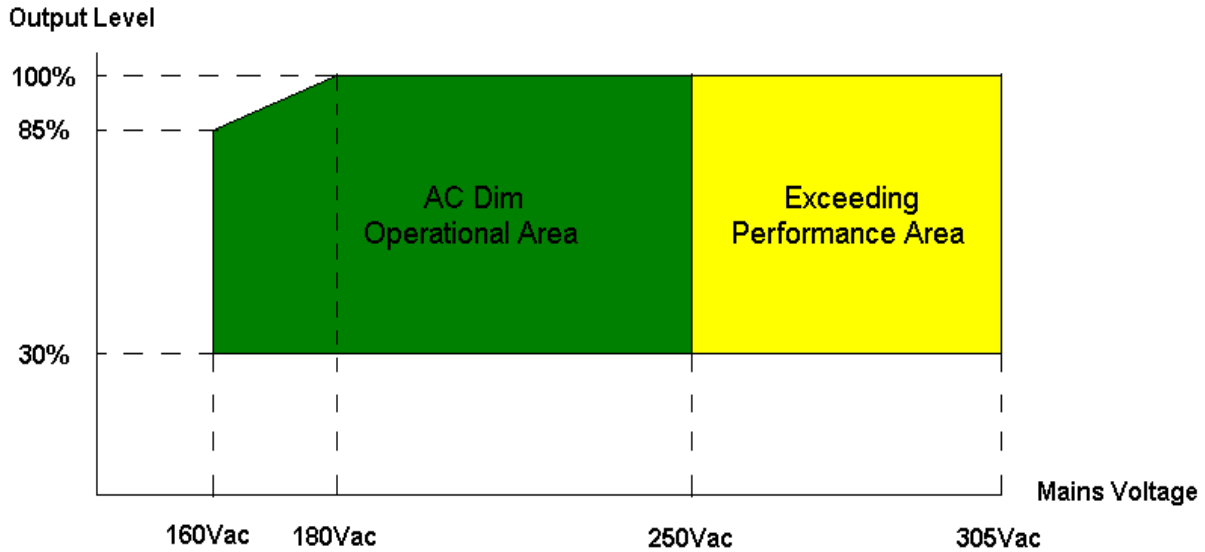 Output Level
100%
85%
AC Dim
Operational Area
Exceeding
Performance Area
30%
Mains Voltage
160Vac
180Vac
250Vac
305Vac